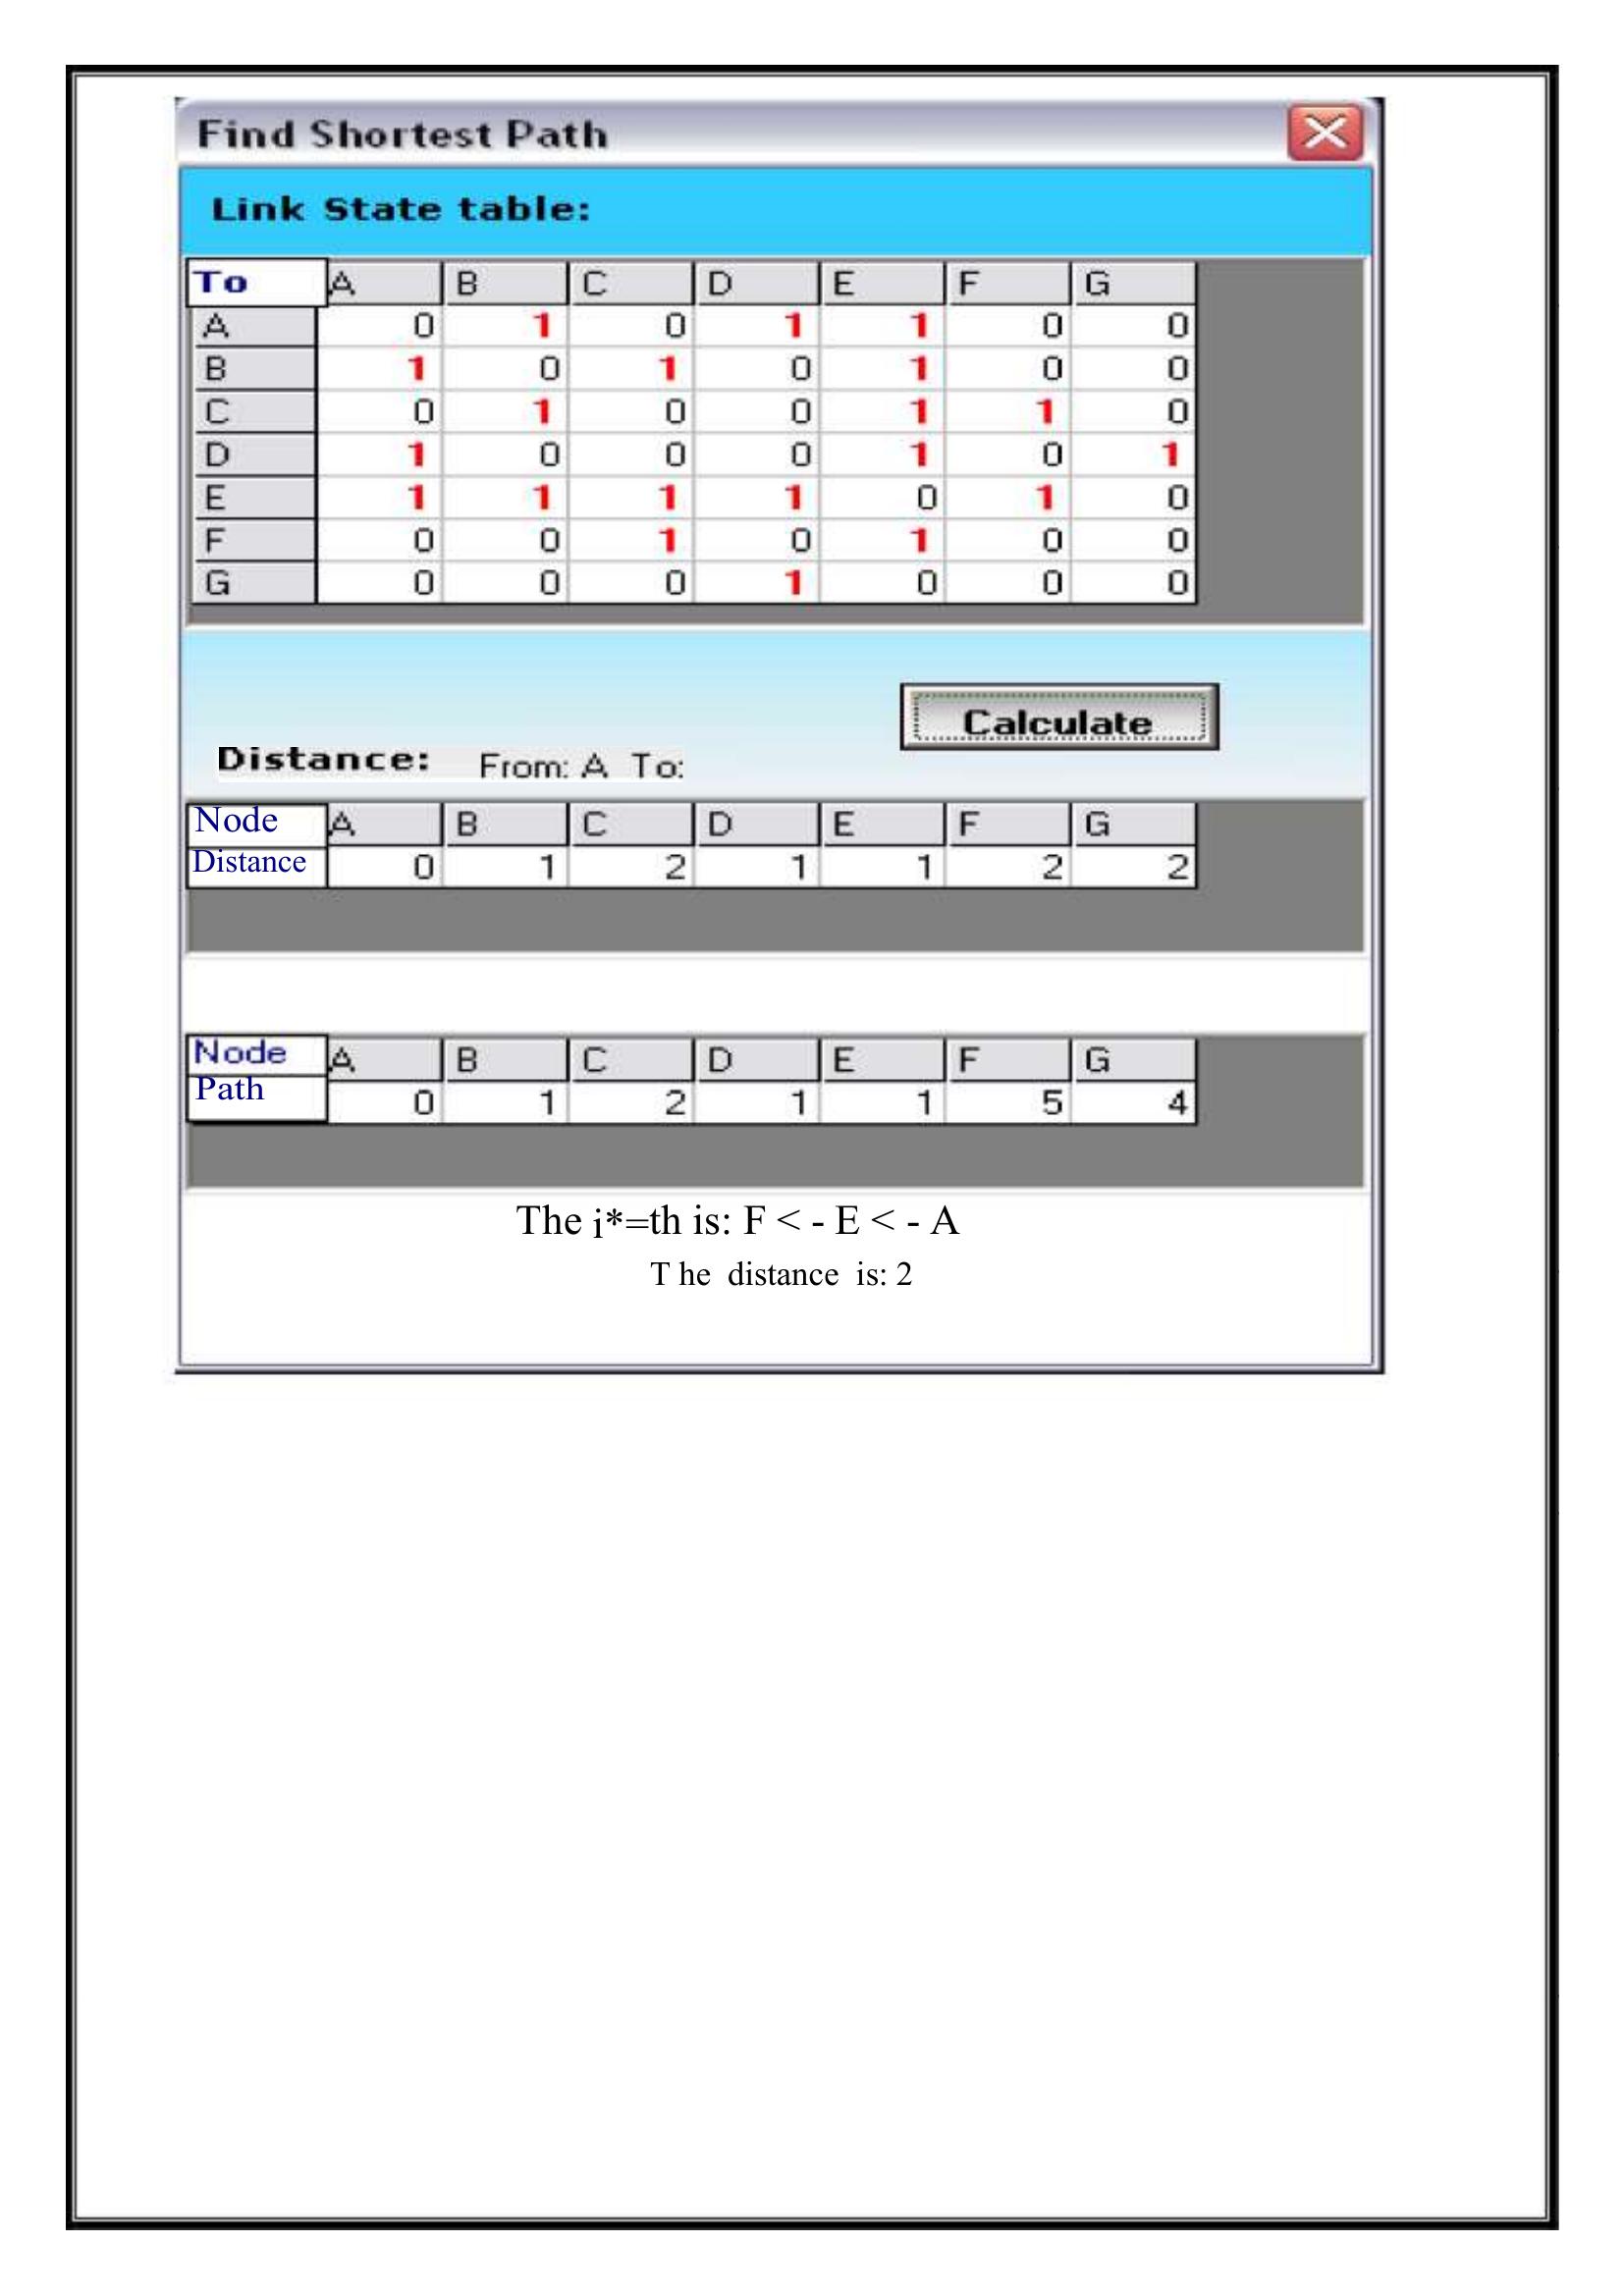 Find Shortest Path
Link State table:
To A B C D E F G
A 0 1 0 1 1 0 0
B 1 0 1 0 1 0 0
C 0 1 0 0 1 1 0
D 1 0 0 0 1 0 1
E 1 1 1 1 0 1 0
F 0 0 1 0 1 0 0
G 0 0 0 1 0 0 0
Calculate
Distance: From: A To:
Node A B C D E F G
Distance 0 1 2 1 1 2 2
Node A B C D E F G
Path 0 1 2 1 1 5 4
The i*=th is: F < - E < - A
T he distance is: 2